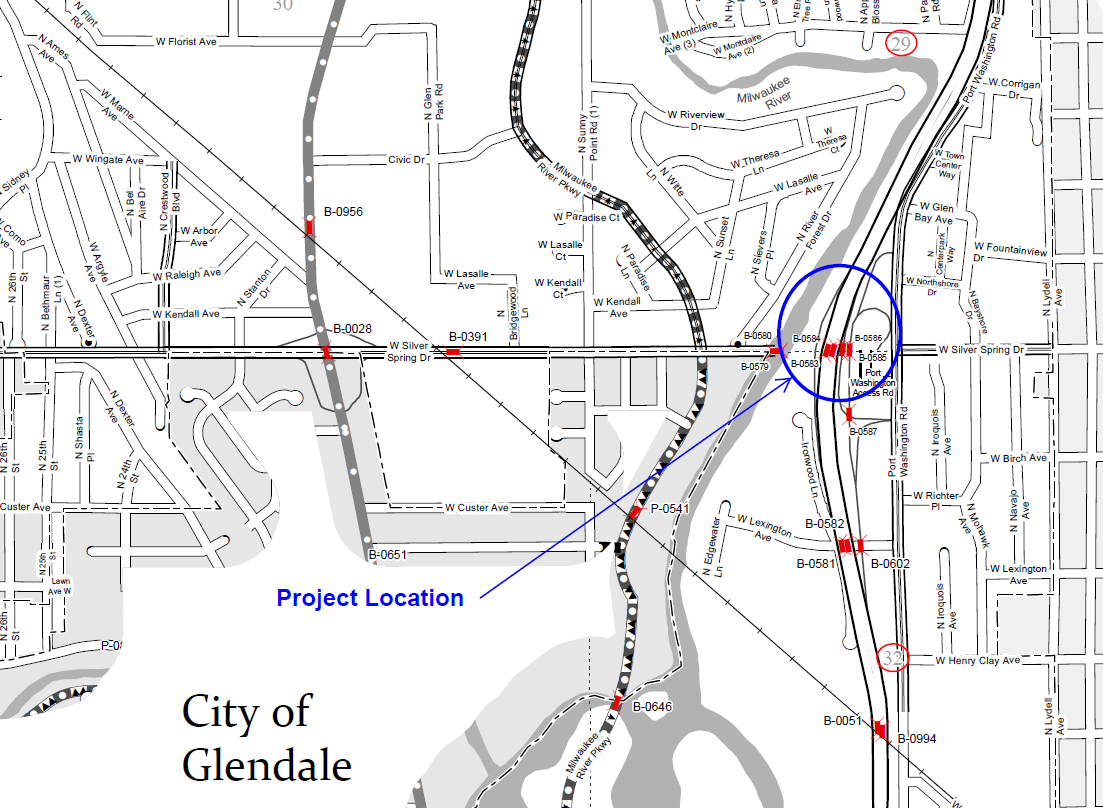 30
N Flint
Rd
W Florist Ave
N Ames
Ave
W Marne
Ave
N Glen
Park Rd
N Sunny
Point Rd (1)
W Montclaire
Ave (3)
W Montclaire
Ave (2)
29
Port Washington Rd
W Corrigan
Dr
Milwaukee
River
W Riverview
Dr
W
Theresa
Ct
W Theresa
Ln
W Lasalle
Ave
W Wingate Ave
Civic Dr
Milwaukee
River Pkwy
N Witte
Ln
W Town
Center
Way
N Sidney
Pl
N Bel
Aire Dr
N Crestwood
Blvd
B-0956
W Paradise Ct
N Sunset
Ln
N Sievers
Pl
N River
Forest Dr
W Glen
Bay Ave
N
Centerpark
Way
W Fountainview
Dr
W Como
Ave
W Arbor
Ave
N Argyle
Ave
W Raleigh Ave
N Stanton
Dr
W Lasalle
Ave
W Lasalle
Ct
W Kendall
Ct
N Paradise
Ln
W Kendall
Ave
W Northshore
Dr
N Bayshore
Dr
N Lydell
Ave
N 26th
St
N Bethmaur
Ln (1)
N Dexter
Ave
W Kendall Ave
N
Bridgewood
Ln
B-0028
W Silver
Spring Dr
B-0391
B-0580
B-0584
B-0586
B-0579
B-0583
B-0585
W Silver Spring Dr
Port
Washington
Access Rd
B-0587
N Dexter
Ave
N 26th
St
N 25th
St
N Shasta
Pl
N 24th
St
Port
Washington Rd
N Iroquois
Ave
W Birch Ave
Ironwood Ln
W Custer Ave
Custer Ave
P-0541
W Richter
Pl
N Mohawk
Ave
N Navajo
Ave
N Edgewater
Ln
W Lexington
Ave
B-0582
B-0581
B-0602
B-0651
N 25th
St
Lawn
Ave W
N 26th
St
W Lexington
Ave
N Iroquois
Ave
Project Location
P-0
32
W Henry Clay Ave
City of
Glendale
B-0646
Milwaukee
River Pkwy
B-0051
B-0994
N Lydell
Ave